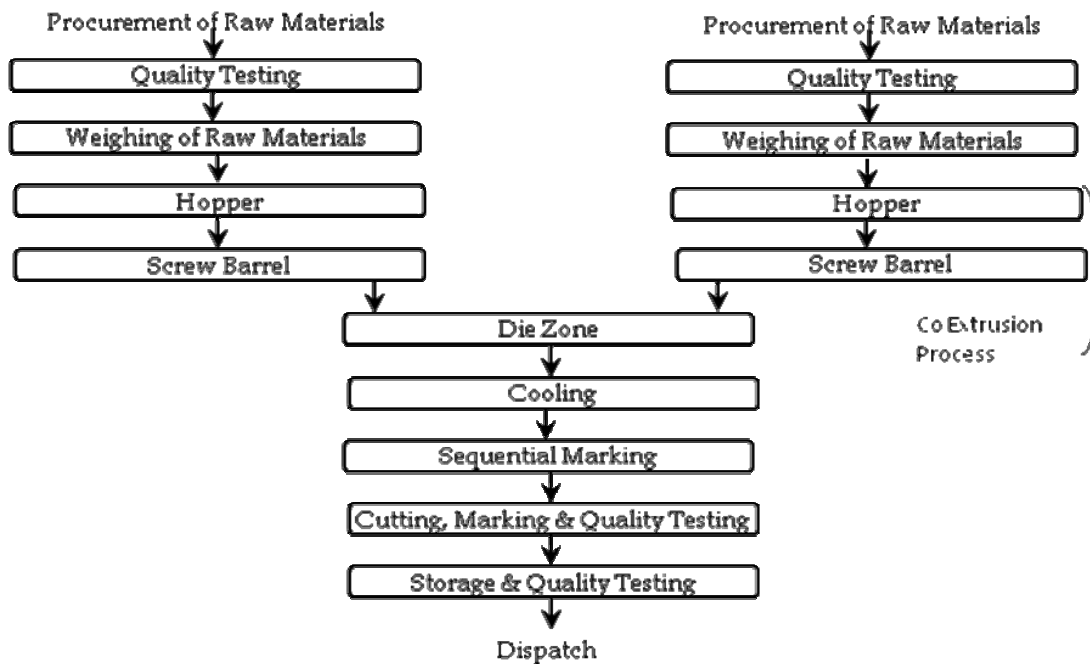 Procurement of Raw Materials
Quality Testing
Weighing of Raw Materials
Hopper
Screw Barrel
Procurement of Raw Materials
Quality Testing
Weighing of Raw Materials
Hopper
Screw Barrel
Co Extrusion
Process
Die Zone
Cooling
Sequential Marking
Cutting, Marking & Quality Testing
Storage & Quality Testing
Dispatch